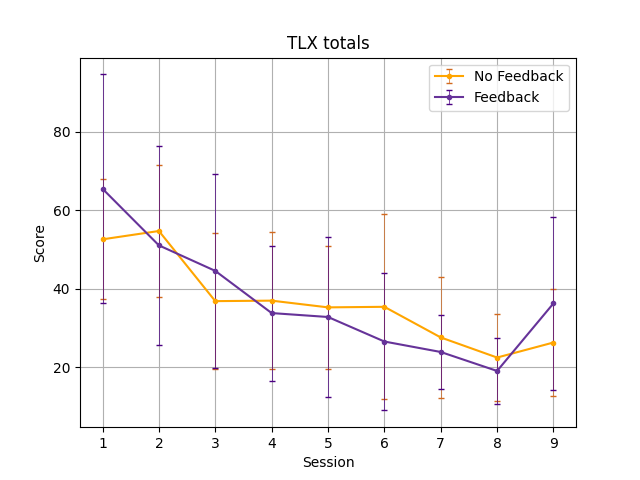 TLX totals
No Feedback
Feedback
Score
80
60
40
20
1 2 3 4 5 6 7 8 9
Session